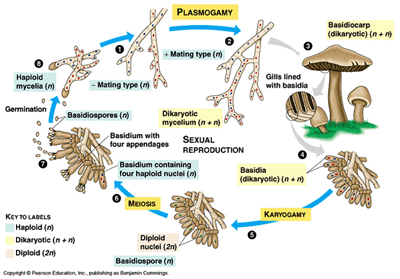 PLASMOGAMY
8
1
2
3
+ Mating type (n)
Basidiocarp
(dikaryotic) (n + n)
Haploid
mycelia (n)
– Mating type (n)
Gills lined
with basidia
Germination
Dikaryotic
mycelium (n + n)
Basidiospores (n)
SEXUAL
REPRODUCTION
Basidium with
four appendages
7
Basidium containing
four haploid nuclei (n)
4
Basidia
(dikaryotic) (n + n)
6
MEIOSIS
KARYOGAMY
5
KEY TO LABELS
Haploid (n)
Dikaryotic (n + n)
Diploid (2n)
Diploid
nuclei (2n)
Basidiospore (n)
Copyright © Pearson Education, Inc., publishing as Benjamin Cummings.